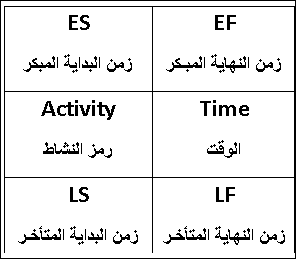 ES
EF
زمن البداية المبكر
زمن النهاية المبكر
Activity
Time
رمز النشاط
الوقت
LS
LF
زمن البداية المتأخر
زمن النهاية المتأخر